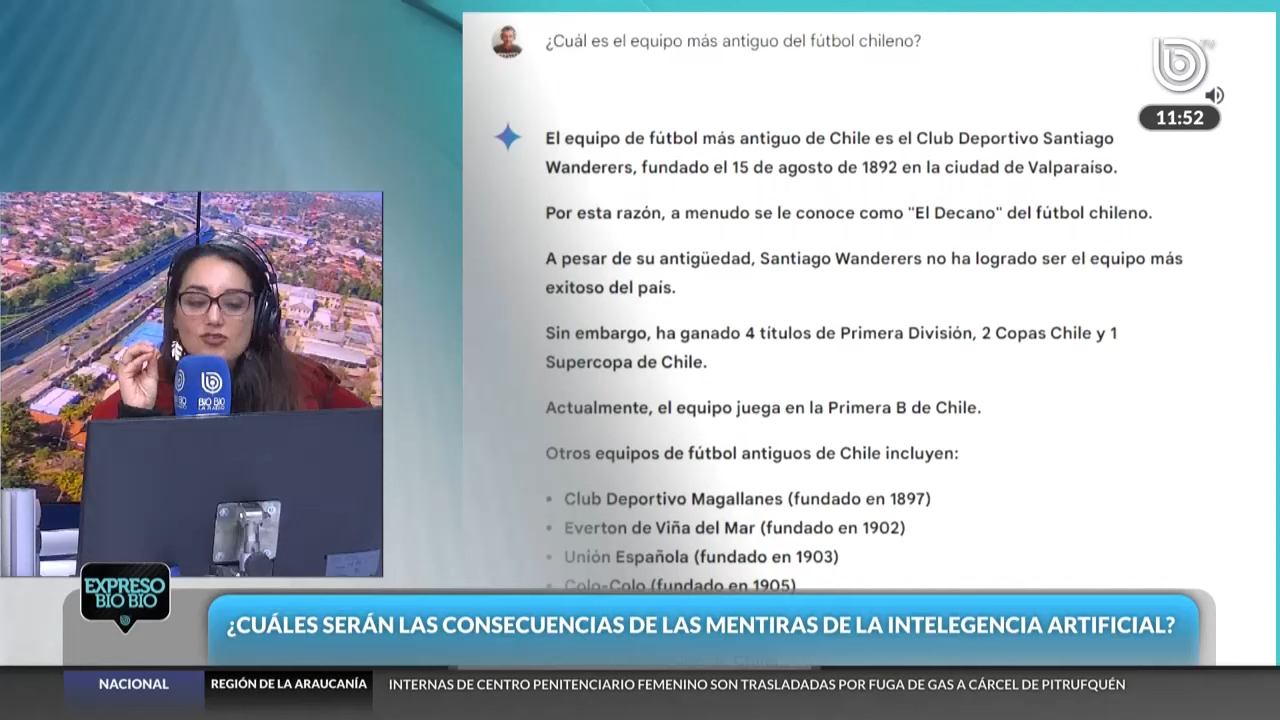 ¿Cuál es el equipo más antiguo del fútbol chileno?
TV
11:52
El equipo de fútbol más antiguo de Chile es el Club Deportivo Santiago
Wanderers, fundado el 15 de agosto de 1892 en la ciudad de Valparaíso.
Por esta razón, a menudo se le conoce como "El Decano" del fútbol chileno.
A pesar de su antigüedad, Santiago Wanderers no ha logrado ser el equipo más
exitoso del país.
Sin embargo, ha ganado 4 títulos de Primera División, 2 Copas Chile y 1
Supercopa de Chile.
Actualmente, el equipo juega en la Primera B de Chile.
Otros equipos de fútbol antiguos de Chile incluyen:
• Club Deportivo Magallanes (fundado en 1897)
• Everton de Viña del Mar (fundado en 1902)
• Unión Española (fundado en 1903)
• Colo-Colo (fundado en 1905)
BIO BIO
LA RADIO
EXPRESO
BIO BIO
¿CUÁLES SERÁN LAS CONSECUENCIAS DE LAS MENTIRAS DE LA INTELEGENCIA ARTIFICIAL?
NACIONAL
REGIÓN DE LA ARAUCANÍA
INTERNAS DE CENTRO PENITENCIARIO FEMENINO SON TRASLADADAS POR FUGA DE GAS A CÁRCEL DE PITRUFQUÉN